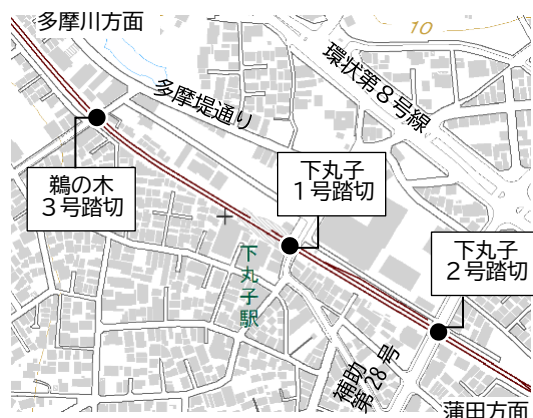 多摩川方面
10
環状第8号線
多摩堤通り
鵜の木
3号踏切
下丸子
1号踏切
下丸子
2号踏切
下丸子駅
補助
第28号
蒲田方面